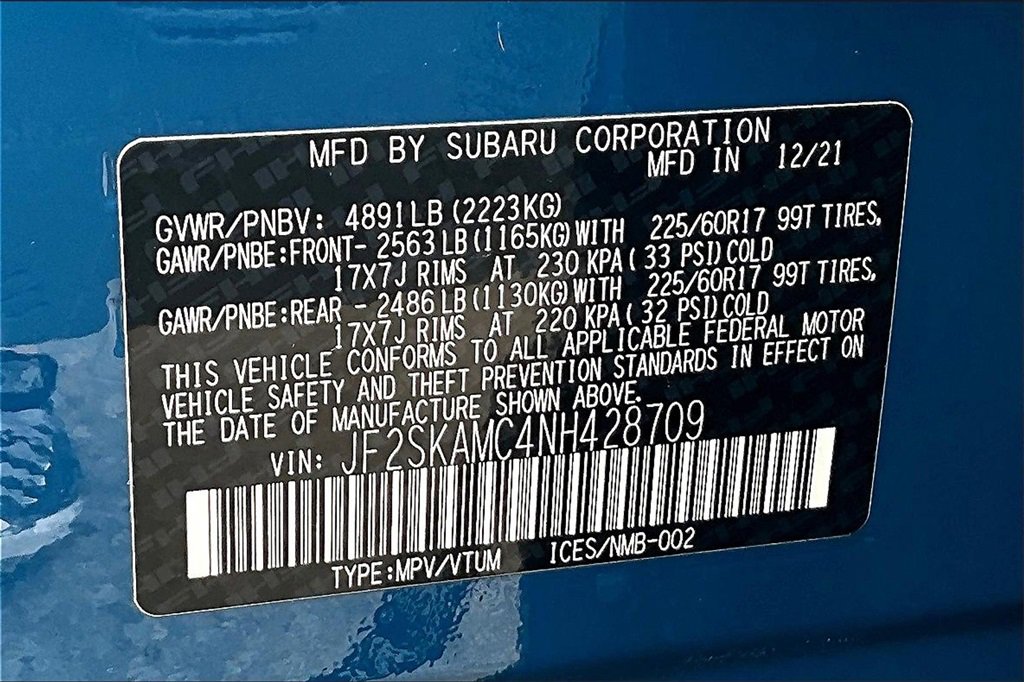 MFD BY SUBARU CORPORATION
MFD IN 12/21
GVWR/PNBV: 4891LB (2223KG)
GAWR/PNBE:FRONT- 2563 LB (1165KG) WITH 225/60R17 99T TIRES,
17X7J RIMS AT 230 KPA ( 33 PSI) COLD
GAWR/PNBE:REAR - 2486 LB (1130KG) WITH 225/60R17 99T TIRES,
17X7J RIMS AT 220 KPA ( 32 PSI) COLD
THIS VEHICLE CONFORMS TO ALL APPLICABLE FEDERAL MOTOR
VEHICLE SAFETY AND THEFT PREVENTION STANDARDS IN EFFECT ON
THE DATE OF MANUFACTURE SHOWN ABOVE.
VIN: JF2SKAMC4NH428709
TYPE:MPV/VTUM ICES/NMB-002